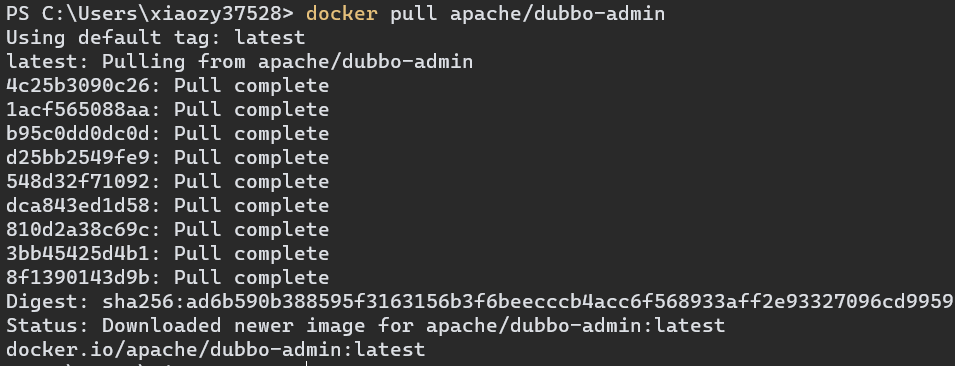 PS C:\Users\xiaozy37528> docker pull apache/dubbo-admin
Using default tag: latest
latest: Pulling from apache/dubbo-admin
4c25b3090c26: Pull complete
1acf565088aa: Pull complete
b95c0dd0dc0d: Pull complete
d25bb2549fe9: Pull complete
548d32f71092: Pull complete
dca843ed1d58: Pull complete
810d2a38c69c: Pull complete
3bb45425d4b1: Pull complete
8f1390143d9b: Pull complete
Digest: sha256:ad6b590b388595f3163156b3f6beecccb4acc6f568933aff2e93327096cd9959
Status: Downloaded newer image for apache/dubbo-admin:latest
docker.io/apache/dubbo-admin:latest